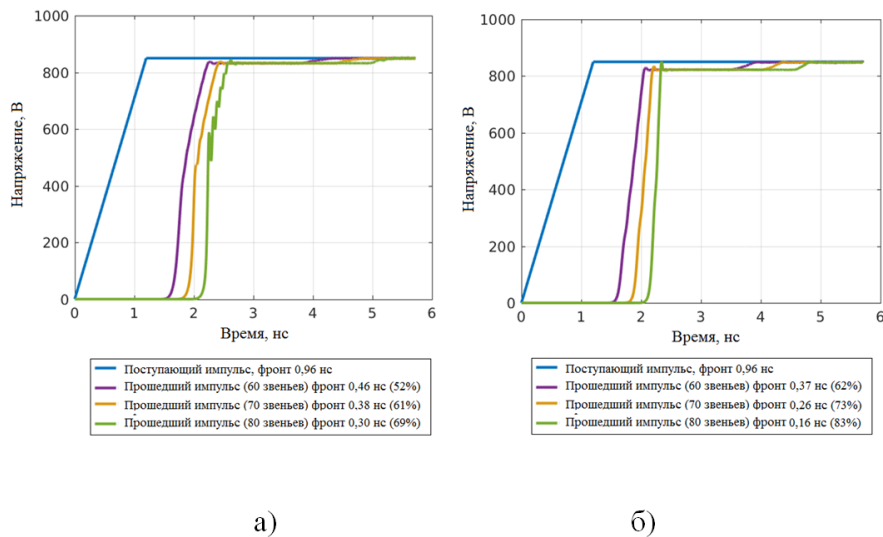 1000
800
600
400
200
0
Напряжение, В
0 1 2 3 4 5 6
Время, нс
Поступающий импульс, фронт 0,96 нс
Прошедший импульс (60 звеньев) фронт 0,46 нс (52%)
Прошедший импульс (70 звеньев) фронт 0,38 нс (61%)
Прошедший импульс (80 звеньев) фронт 0,30 нс (69%)
а)
1000
800
600
400
200
0
Напряжение, В
0 1 2 3 4 5 6
Время, нс
Поступающий импульс, фронт 0,96 нс
Прошедший импульс (60 звеньев) фронт 0,37 нс (62%)
Прошедший импульс (70 звеньев) фронт 0,26 нс (73%)
Прошедший импульс (80 звеньев) фронт 0,16 нс (83%)
б)